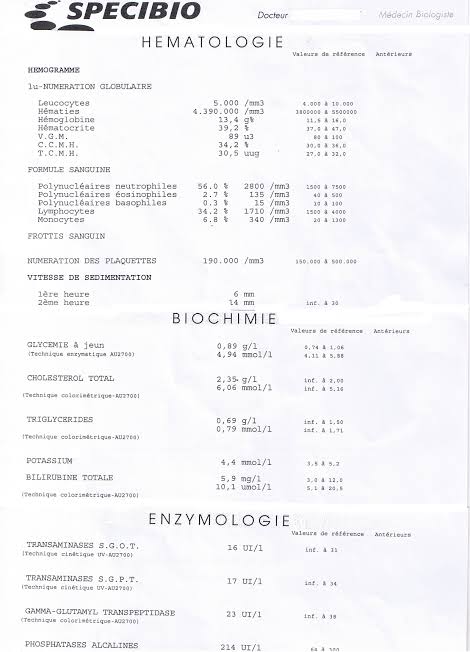 SPECIBIO
Docteur
Médecin biologiste
HEMATOLOGIE
Valeurs de référence Antérieurs
HEMOGRAMME
1u-NUMERATION GLOBULAIRE
Leucocytes 5.000 /mm3 4.000 à 10.000
Hématies 4.390.000 /mm3 3800000 à 5500000
Hémoglobine 13,4 g% 11,5 à 16,0
Hématocrite 39,2 % 37,0 à 47,0
V.G.M. 89 u3 80 à 100
C.C.M.H. 34,2 % 30,0 à 36,0
T.C.M.H. 30,5 uug 27,0 à 32,0
FORMULE SANGUINE
Polynucléaires neutrophiles 56.0 % 2800 /mm3 1500 à 7500
Polynucléaires éosinophiles 2.7 % 135 /mm3 40 à 500
Polynucléaires basophiles 0.3 % 15 /mm3 10 à 100
Lymphocytes 34.2 % 1710 /mm3 1500 à 4000
Monocytes 6.8 % 340 /mm3 20 à 1300
FROTTIS SANGUIN
NUMERATION DES PLAQUETTES 190.000 /mm3 150.000 à 500.000
VITESSE DE SEDIMENTATION
1ère heure 6 mm
2ème heure 14 mm inf. à 30
BIOCHIMIE
Valeurs de référence Antérieurs
GLYCEMIE à jeun 0,89 g/l 0,74 à 1,06
(Technique enzymatique AU2700) 4,94 mmol/l 4,11 à 5,88
CHOLESTEROL TOTAL 2,35 g/l inf. à 2,00
6,06 mmol/l inf. à 5,16
(Technique colorimétrique-AU2700)
TRIGLYCERIDES 0,69 g/l inf. à 1,50
0,79 mmol/l inf. à 1,71
(Technique colorimétrique-AU2700)
POTASSIUM 4,4 mmol/l 3,5 à 5,2
BILIRUBINE TOTALE 5,9 mg/l 3,0 à 12,0
10,1 umol/l 5,1 à 20,5
(Technique colorimétrique-AU2700)
ENZYMOLOGIE
Valeurs de référence Antérieurs
TRANSAMINASES S.G.O.T. 16 UI/l inf. à 31
(Technique cinétique UV-AU2700)
TRANSAMINASES S.G.P.T. 17 UI/l inf. à 34
(Technique cinétique UV-AU2700)
GAMMA-GLUTAMYL TRANSPEPTIDASE 23 UI/l inf. à 38
(Technique colorimétrique-AU2700)
PHOSPHATASES ALCALINES 214 UI/l